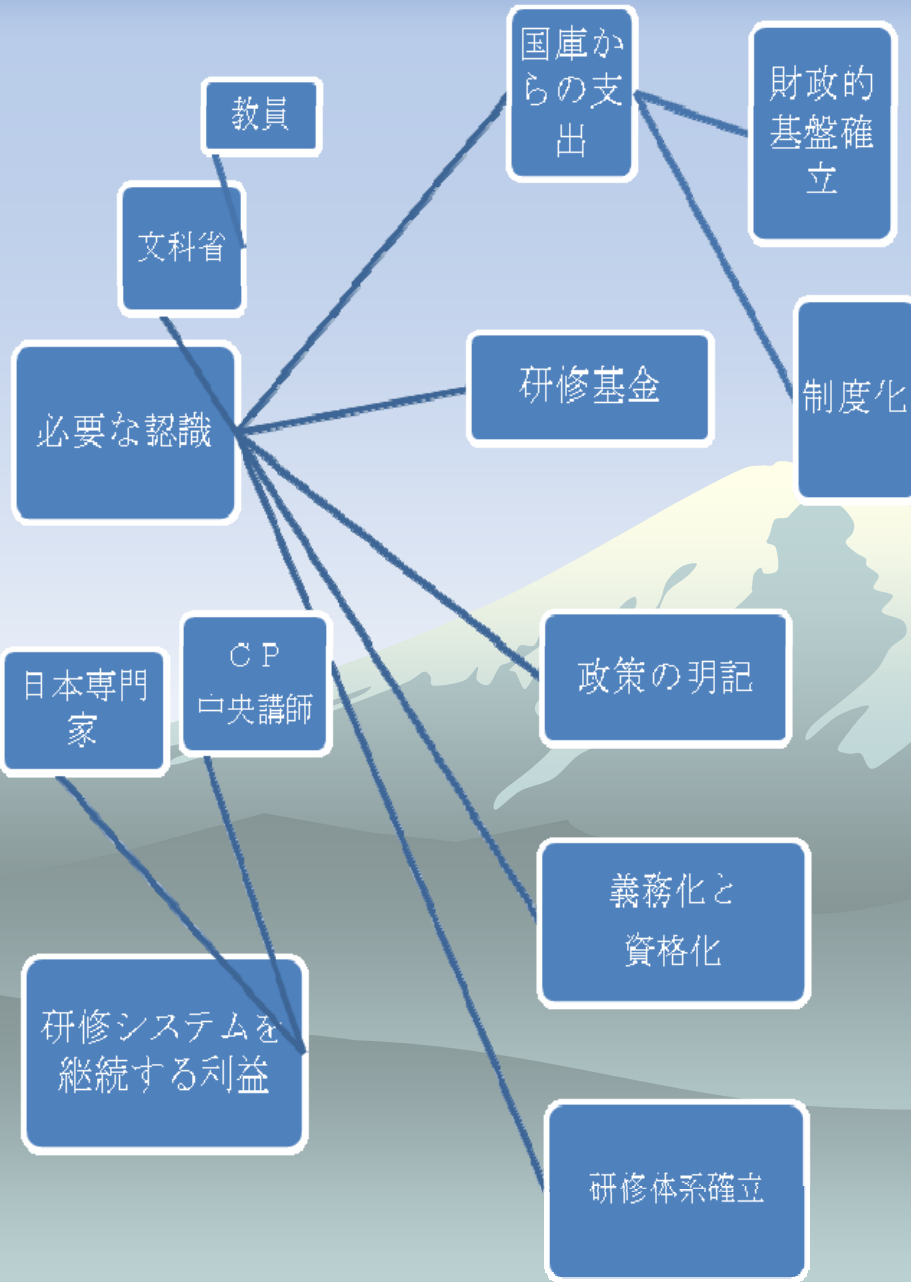 教員
文科省
必要な認識
国庫か
らの支
出
財政的
基盤確
立
制度化
研修基金
政策の明記
義務化と
資格化
研修体系確立
日本専門
家
ＣＰ
中央講師
研修システムを
継続する利益